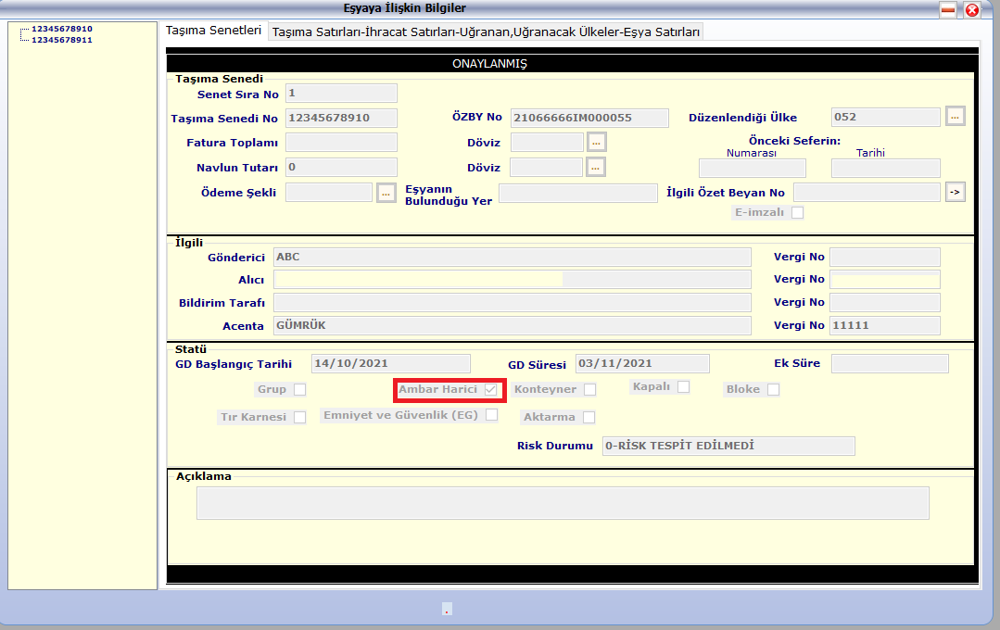 Eşyaya İlişkin Bilgiler
12345678910
12345678911
Taşıma Senetleri
Taşıma Satırları-İhracat Satırları-Uğranan,Uğranacak Ülkeler-Eşya Satırları
ONAYLANMIŞ
Taşıma Senedi
Senet Sıra No 1
Taşıma Senedi No 12345678910 ÖZBY No 21066666IM000055 Düzenlendiği Ülke 052 ...
Fatura Toplamı Döviz ... Önceki Seferin:
Numarası Tarihi
Navlun Tutarı 0 Döviz ...
Ödeme Şekli ... Eşyanın Bulunduğu Yer İlgili Özet Beyan No ->
E-imzalı
İlgili
Gönderici ABC Vergi No
Alıcı Vergi No
Bildirim Tarafı Vergi No
Acenta GÜMRÜK Vergi No 11111
Statü
GD Başlangıç Tarihi 14/10/2021 GD Süresi 03/11/2021 Ek Süre
Grup Ambar Harici Konteyner Kapalı Bloke
Tır Karnesi Emniyet ve Güvenlik (EG) Aktarma
Risk Durumu 0-RİSK TESPİT EDİLMEDİ
Açıklama
.